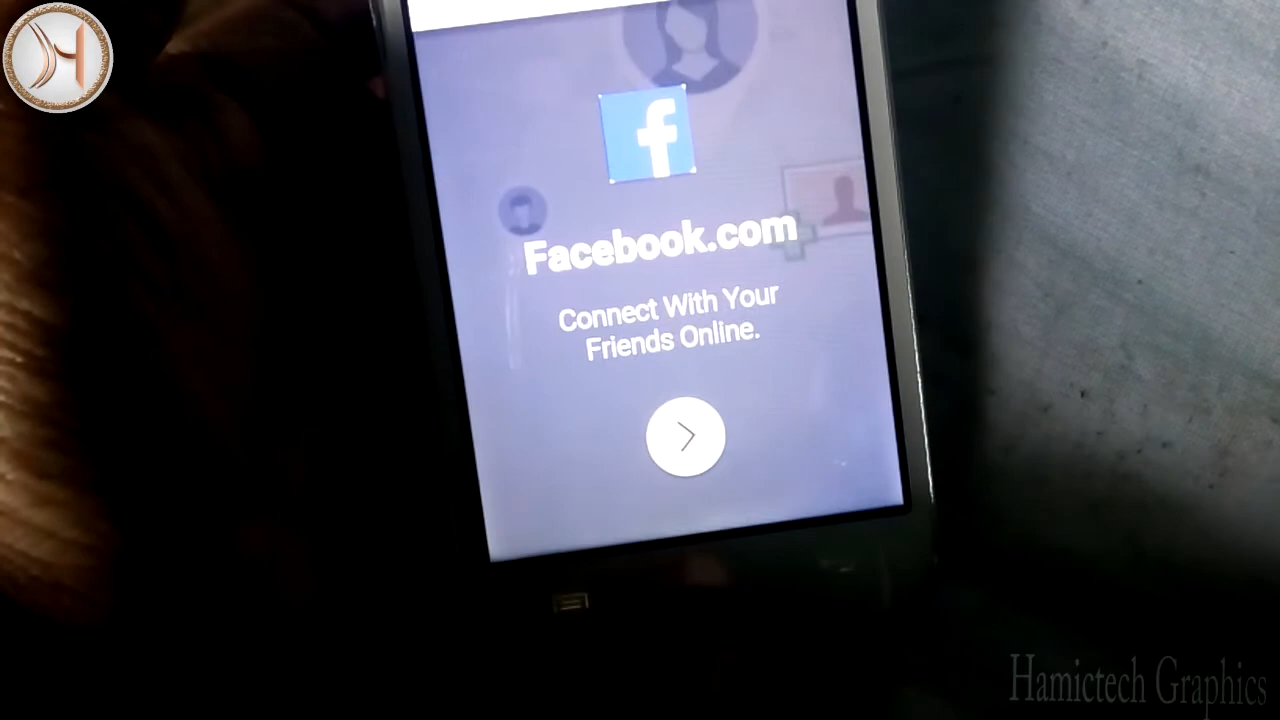 f
Facebook.com
Connect With Your
Friends Online.
Hamictech Graphics